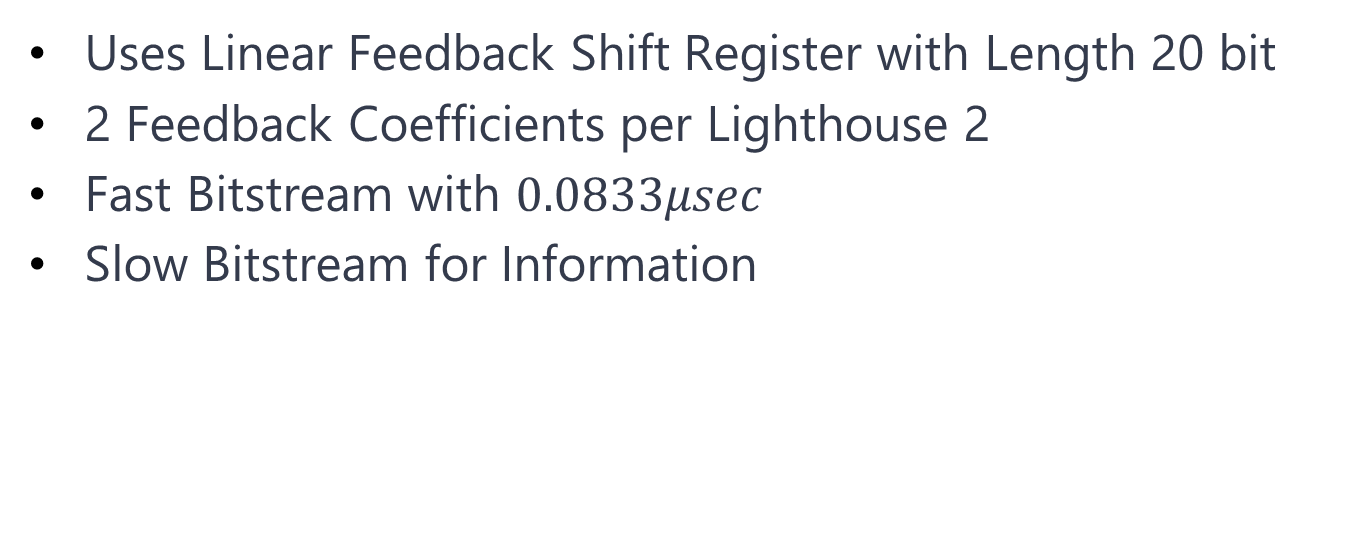 • Uses Linear Feedback Shift Register with Length 20 bit
• 2 Feedback Coefficients per Lighthouse 2
• Fast Bitstream with 0.0833μsec
• Slow Bitstream for Information